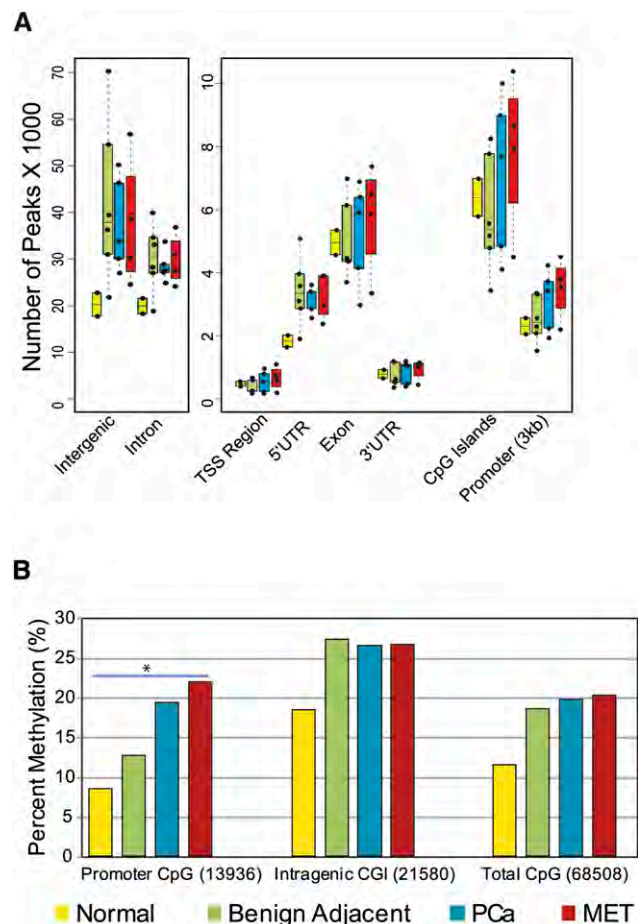 A
Number of Peaks X 1000
70
60
50
40
30
20
10
0
10
8
6
4
2
0
Intergenic
Intron
TSS Region
5'UTR
Exon
3'UTR
CpG Islands
Promoter (3kb)
B
Percent Methylation (%)
30
25
20
15
10
5
0
*
Promoter CpG (13936)
Intragenic CGI (21580)
Total CpG (68508)
Normal
Benign Adjacent
PCa
MET